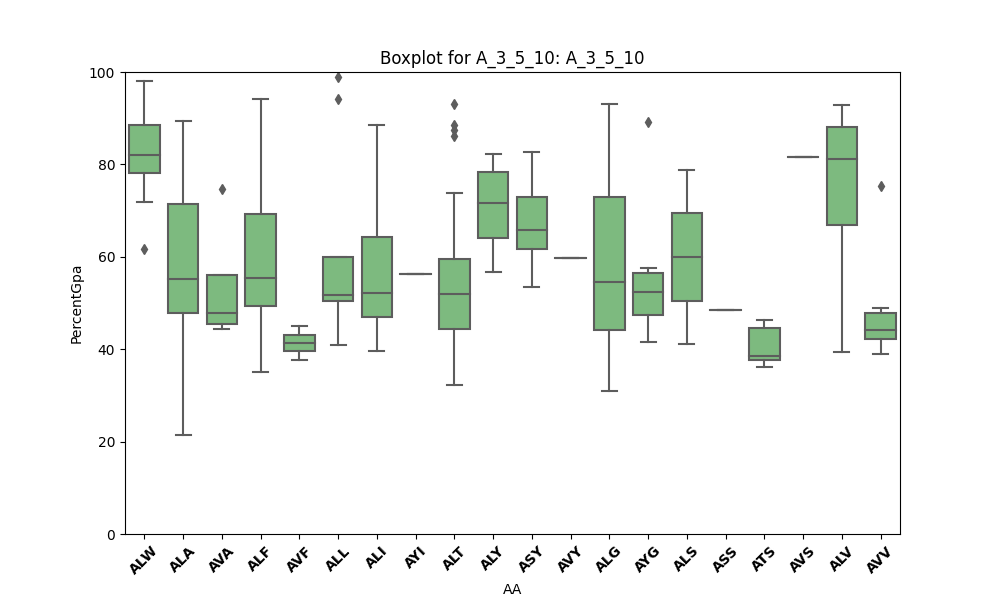 Boxplot for A_3_5_10: A_3_5_10
100
80
60
40
20
0
PercentGpa
ALW ALA AVA ALF AVF ALL ALI AYI ALT ALY ASY AVY ALG AYG ALS ASS ATS AVS ALV AVV
AA